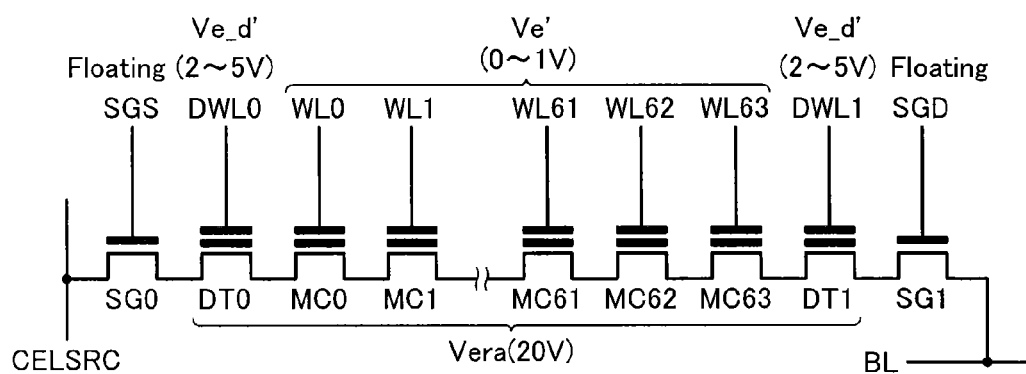 Ve_d' Ve' Ve_d'
Floating (2～5V) (0～1V) (2～5V) Floating
SGS DWL0 WL0 WL1 WL61 WL62 WL63 DWL1 SGD
SG0 DT0 MC0 MC1 MC61 MC62 MC63 DT1 SG1
Vera(20V)
CELSRC BL